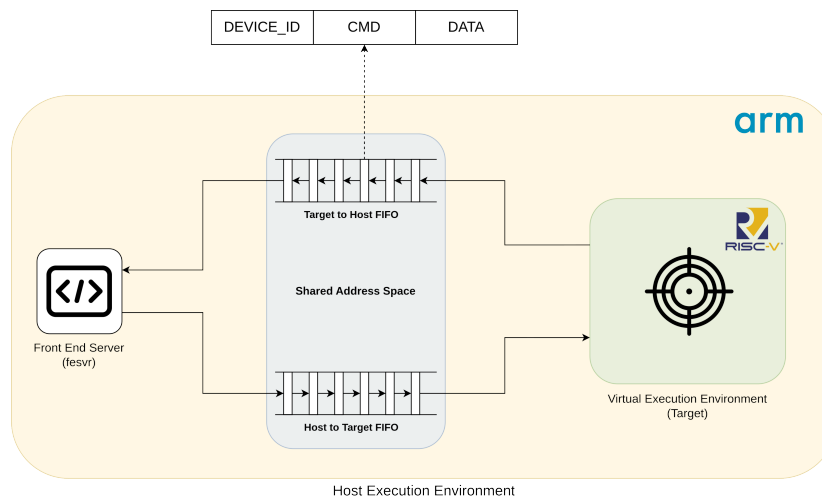 DEVICE_ID CMD DATA
arm
Target to Host FIFO
RISC-V
Shared Address Space
Front End Server
(fesvr)
Virtual Execution Environment
(Target)
Host to Target FIFO
Host Execution Environment